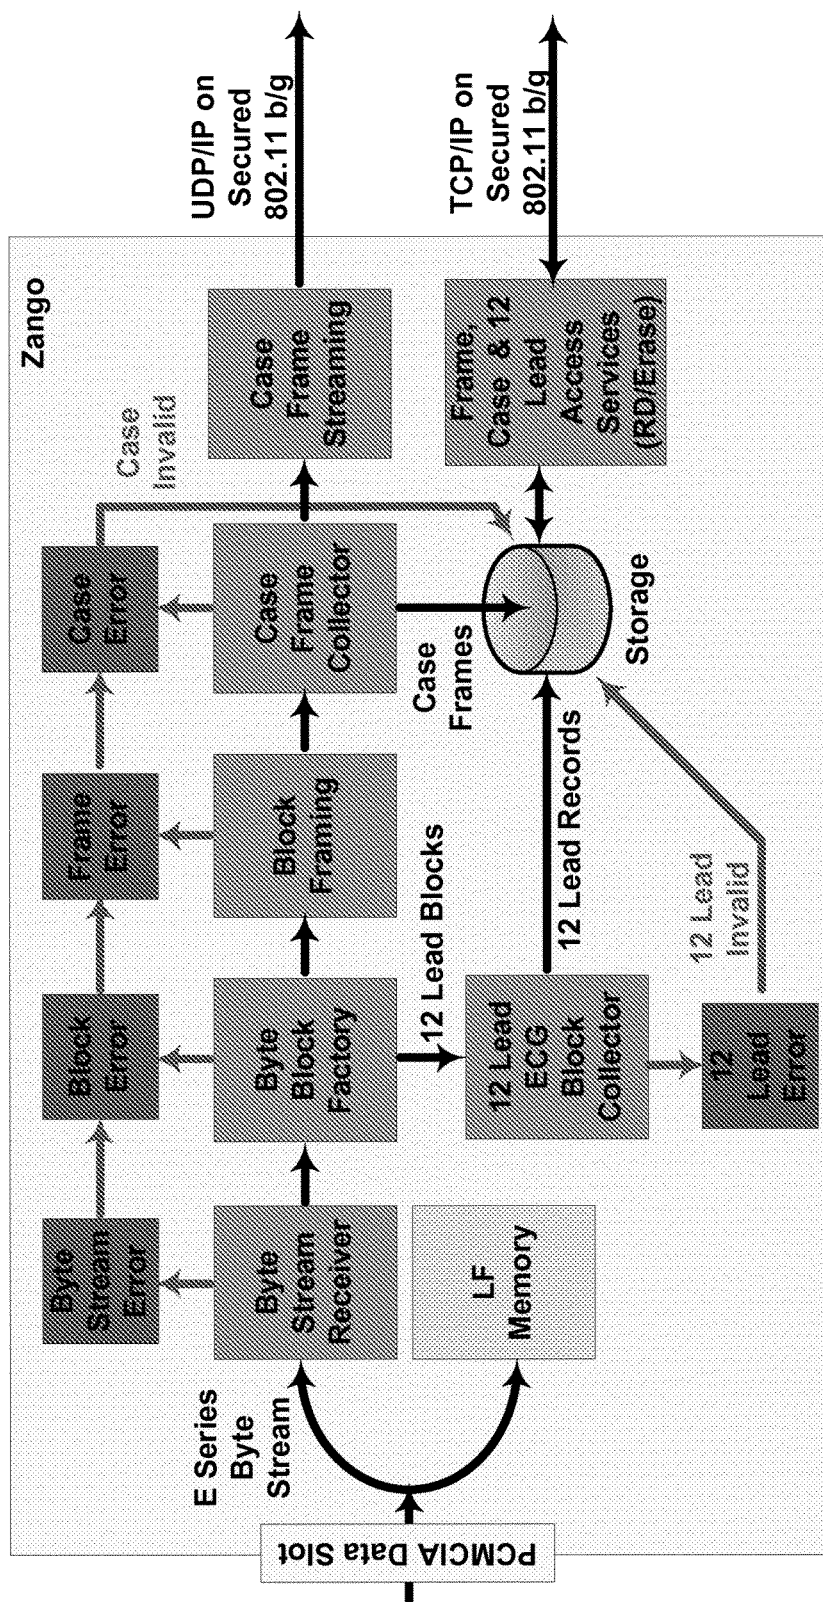 Zango
UDP/IP on
Secured
802.11 b/g
TCP/IP on
Secured
802.11 b/g
Byte
Stream
Error
Block
Error
Frame
Error
Case
Error
Case
Invalid
E Series
Byte
Stream
Byte
Stream
Receiver
Byte
Block
Factory
Block
Framing
Case
Frame
Collector
Case
Frame
Streaming
PCMCIA Data Slot
LF
Memory
12 Lead Blocks
Case
Frames
12 Lead
ECG
Block
Collector
12 Lead Records
Storage
Frame,
Case & 12
Lead
Access
Services
(RD/Erase)
12
Lead
Error
12 Lead
Invalid